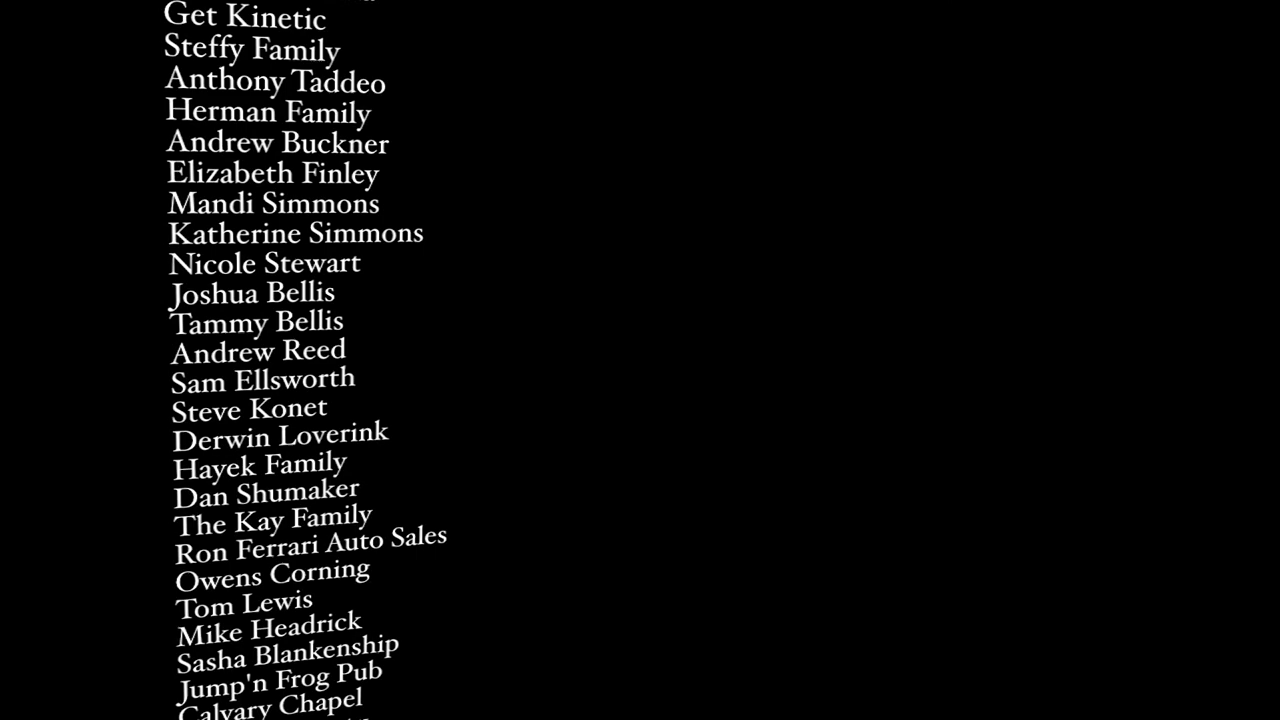 Get Kinetic
Steffy Family
Anthony Taddeo
Herman Family
Andrew Buckner
Elizabeth Finley
Mandi Simmons
Katherine Simmons
Nicole Stewart
Joshua Bellis
Tammy Bellis
Andrew Reed
Sam Ellsworth
Steve Konet
Derwin Loverink
Hayek Family
Dan Shumaker
The Kay Family
Ron Ferrari Auto Sales
Owens Corning
Tom Lewis
Mike Headrick
Sasha Blankenship
Jump'n Frog Pub
Calvary Chapel